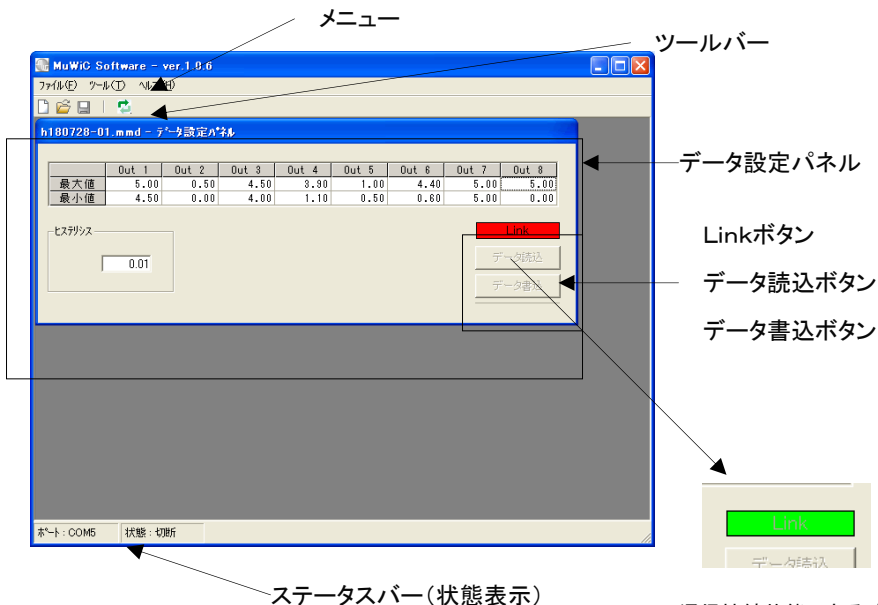 メニュー
ツールバー
MuWiC Software - ver.1.0.6
ファイル(F) ツール(T)
h180728-01.mmd - データ設定パネル
Out 1 Out 2 Out 3 Out 4 Out 5 Out 6 Out 7 Out 8
最大値 5.00 0.50 4.50 3.90 1.00 4.40 5.00 5.00
最小値 4.50 0.00 4.00 1.10 0.50 0.60 5.00 0.00
ヒステリシス
0.01
Link
データ読込
データ書込
データ設定パネル
Linkボタン
データ読込ボタン
データ書込ボタン
Link
データ読込
ポート : COM5 状態 : 切断
ステータスバー(状態表示)